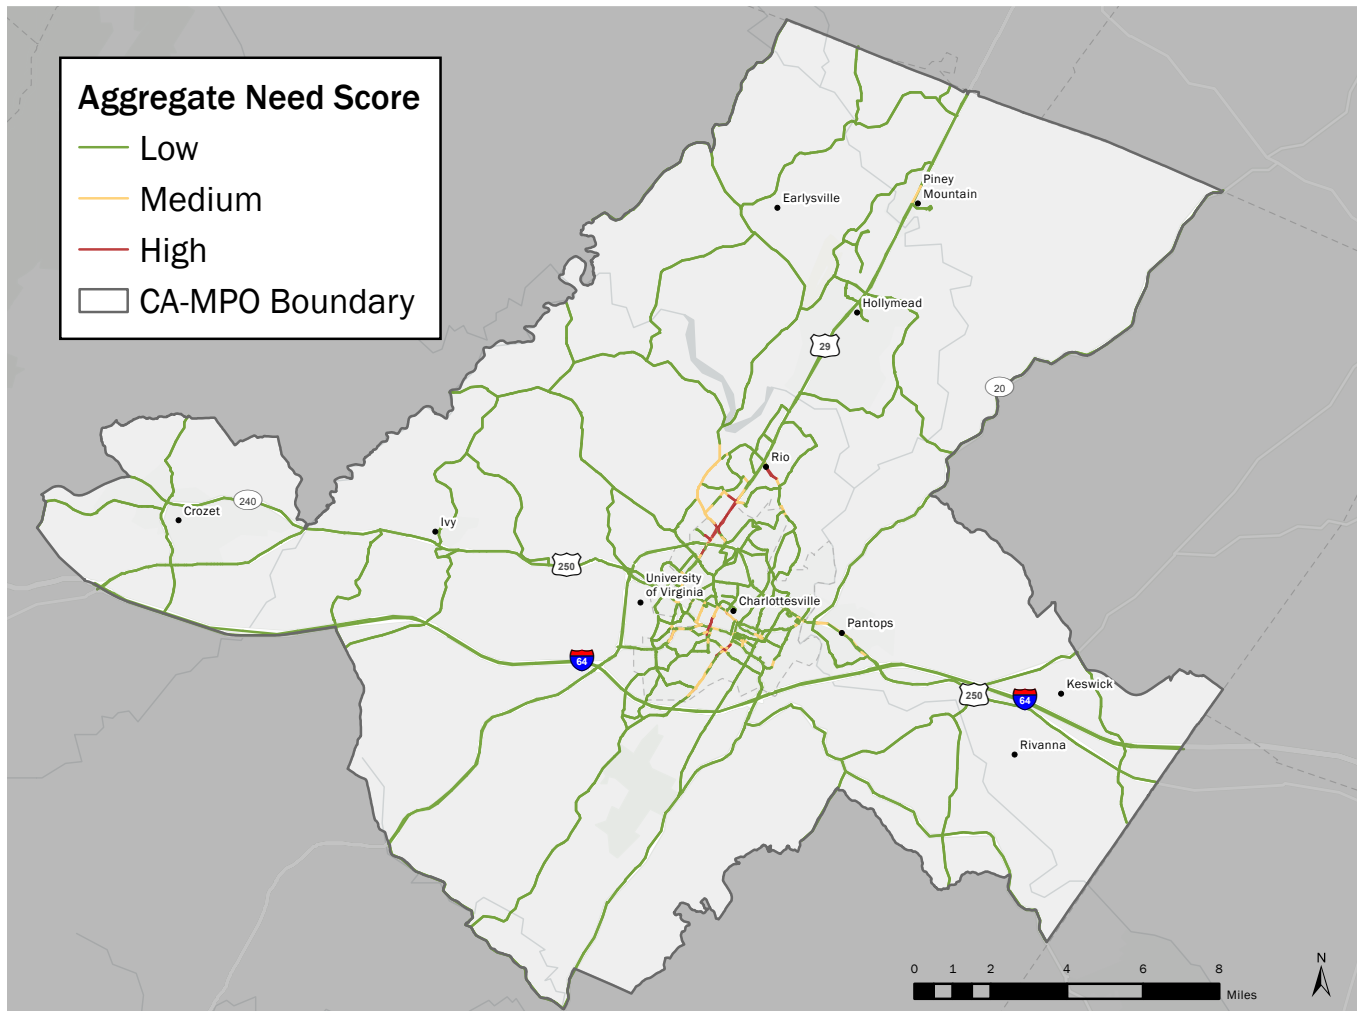 Aggregate Need Score
Low
Medium
High
CA-MPO Boundary
Piney
Mountain
Earlysville
Hollymead
29
20
Rio
240
Crozet
Ivy
250
University
of Virginia
Charlottesville
Pantops
64
Keswick
250
64
Rivanna
N
0 1 2 4 6 8
Miles